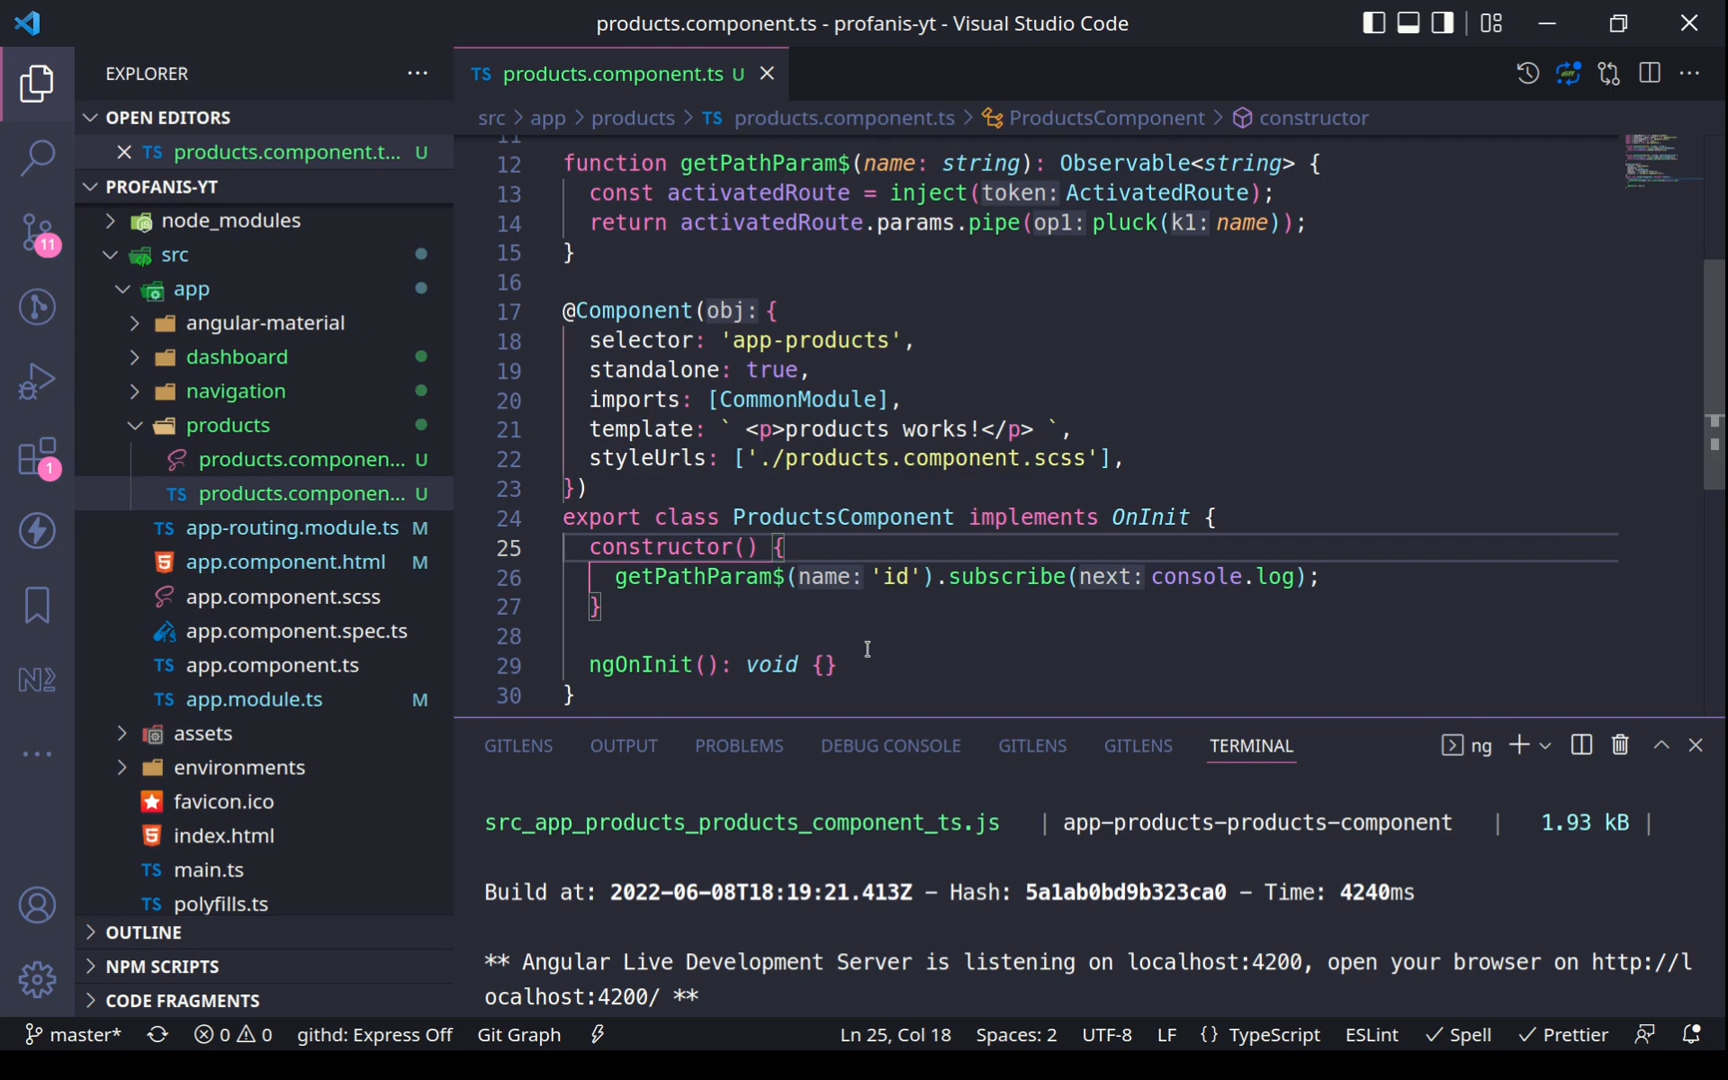 products.component.ts - profanis-yt - Visual Studio Code
EXPLORER
TS products.component.ts U
OPEN EDITORS
src > app > products > TS products.component.ts > ProductsComponent > constructor
TS products.component.t... U
PROFANIS-YT
node_modules
src
app
angular-material
dashboard
navigation
products
products.componen... U
TS products.componen... U
TS app-routing.module.ts M
app.component.html M
app.component.scss
app.component.spec.ts
TS app.component.ts
TS app.module.ts M
assets
environments
favicon.ico
index.html
TS main.ts
TS polyfills.ts
OUTLINE
NPM SCRIPTS
CODE FRAGMENTS
11
1
11
12 function getPathParam$(name: string): Observable<string> {
13 const activatedRoute = inject(token: ActivatedRoute);
14 return activatedRoute.params.pipe(op1: pluck(k1: name));
15 }
16
17 @Component(obj: {
18 selector: 'app-products',
19 standalone: true,
20 imports: [CommonModule],
21 template: ` <p>products works!</p> `,
22 styleUrls: ['./products.component.scss'],
23 })
24 export class ProductsComponent implements OnInit {
25 constructor() {
26 getPathParam$(name: 'id').subscribe(next: console.log);
27 }
28
29 ngOnInit(): void {}
30 }
GITLENS OUTPUT PROBLEMS DEBUG CONSOLE GITLENS GITLENS TERMINAL ng
src_app_products_products_component_ts.js | app-products-products-component | 1.93 kB |
Build at: 2022-06-08T18:19:21.413Z - Hash: 5a1ab0bd9b323ca0 - Time: 4240ms
** Angular Live Development Server is listening on localhost:4200, open your browser on http://l
ocalhost:4200/ **
master* 0 0 githd: Express Off Git Graph Ln 25, Col 18 Spaces: 2 UTF-8 LF {} TypeScript ESLint Spell Prettier